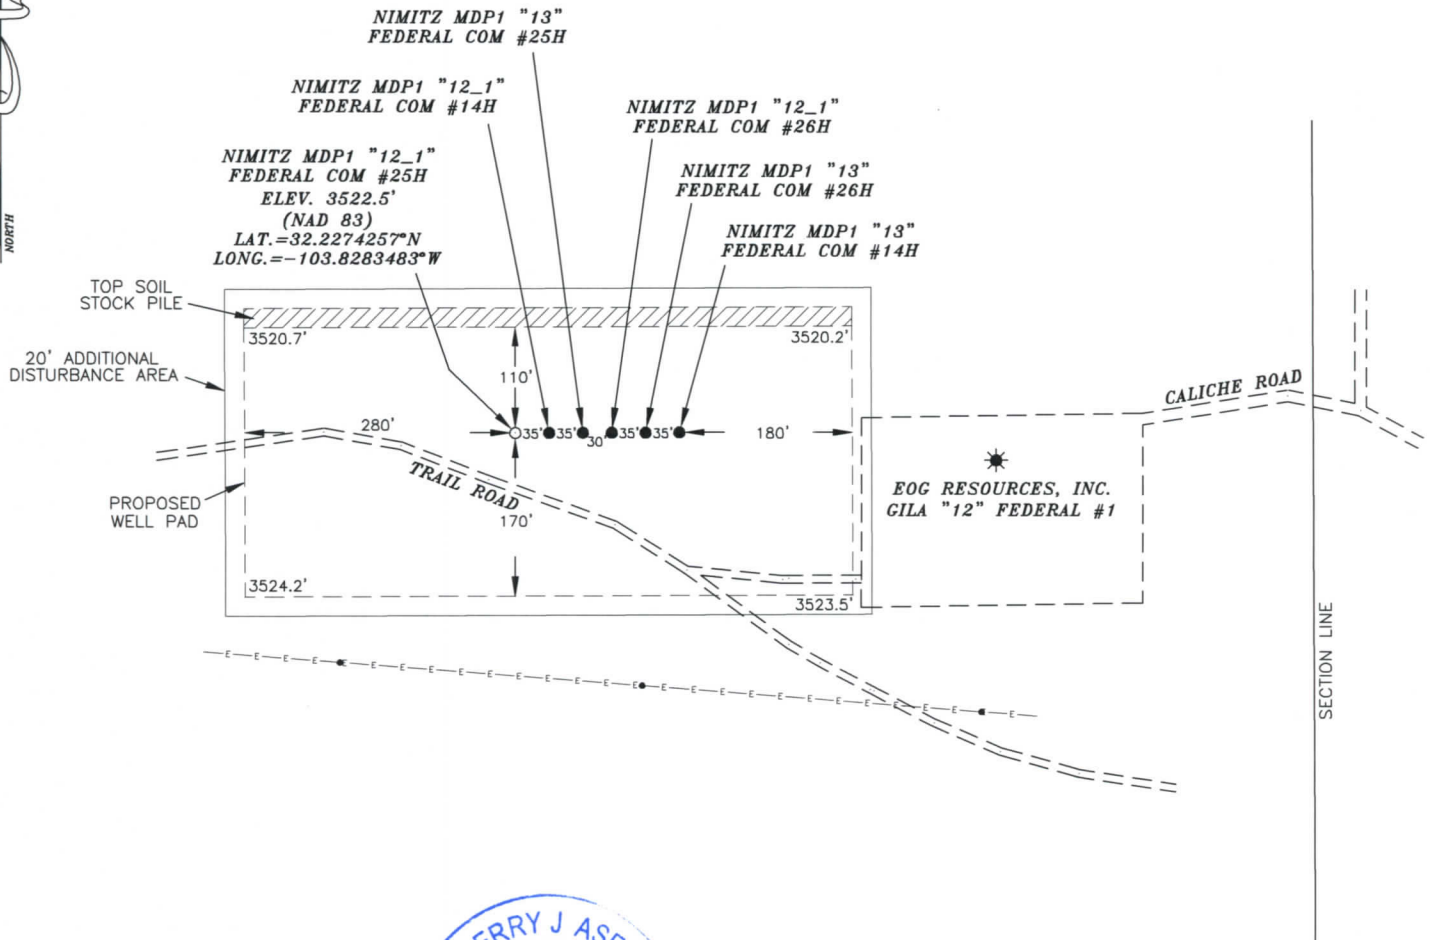 NIMITZ MDP1 "13"
FEDERAL COM #25H
NIMITZ MDP1 "12_1"
FEDERAL COM #14H
NIMITZ MDP1 "12_1"
FEDERAL COM #26H
NIMITZ MDP1 "12_1"
FEDERAL COM #25H
ELEV. 3522.5'
(NAD 83)
LAT.=32.2274257°N
LONG.=-103.8283483°W
NIMITZ MDP1 "13"
FEDERAL COM #26H
NIMITZ MDP1 "13"
FEDERAL COM #14H
NORTH
TOP SOIL
STOCK PILE
3520.7'
3520.2'
20' ADDITIONAL
DISTURBANCE AREA
110'
280'
35'
35'
30'
35'
35'
180'
CALICHE ROAD
TRAIL ROAD
EOG RESOURCES, INC.
GILA "12" FEDERAL #1
PROPOSED
WELL PAD
170'
3524.2'
3523.5'
SECTION LINE
E E E E E E E E E E E E E E E E E E E E E E E E E E